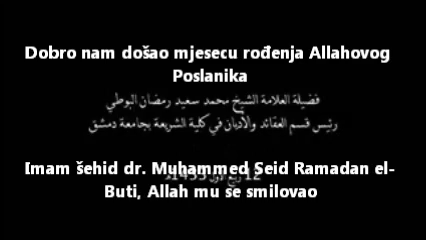 Dobro nam došao mjesecu rođenja Allahovog
Poslanika
فضيلة العلامة الشيخ محمد سعيد رمضان البوطي
رئيس قسم العقائد والأديان في كلية الشريعة بجامعة دمشق
Imam šehid dr. Muhammed Seid Ramadan el-
Buti, Allah mu se smilovao